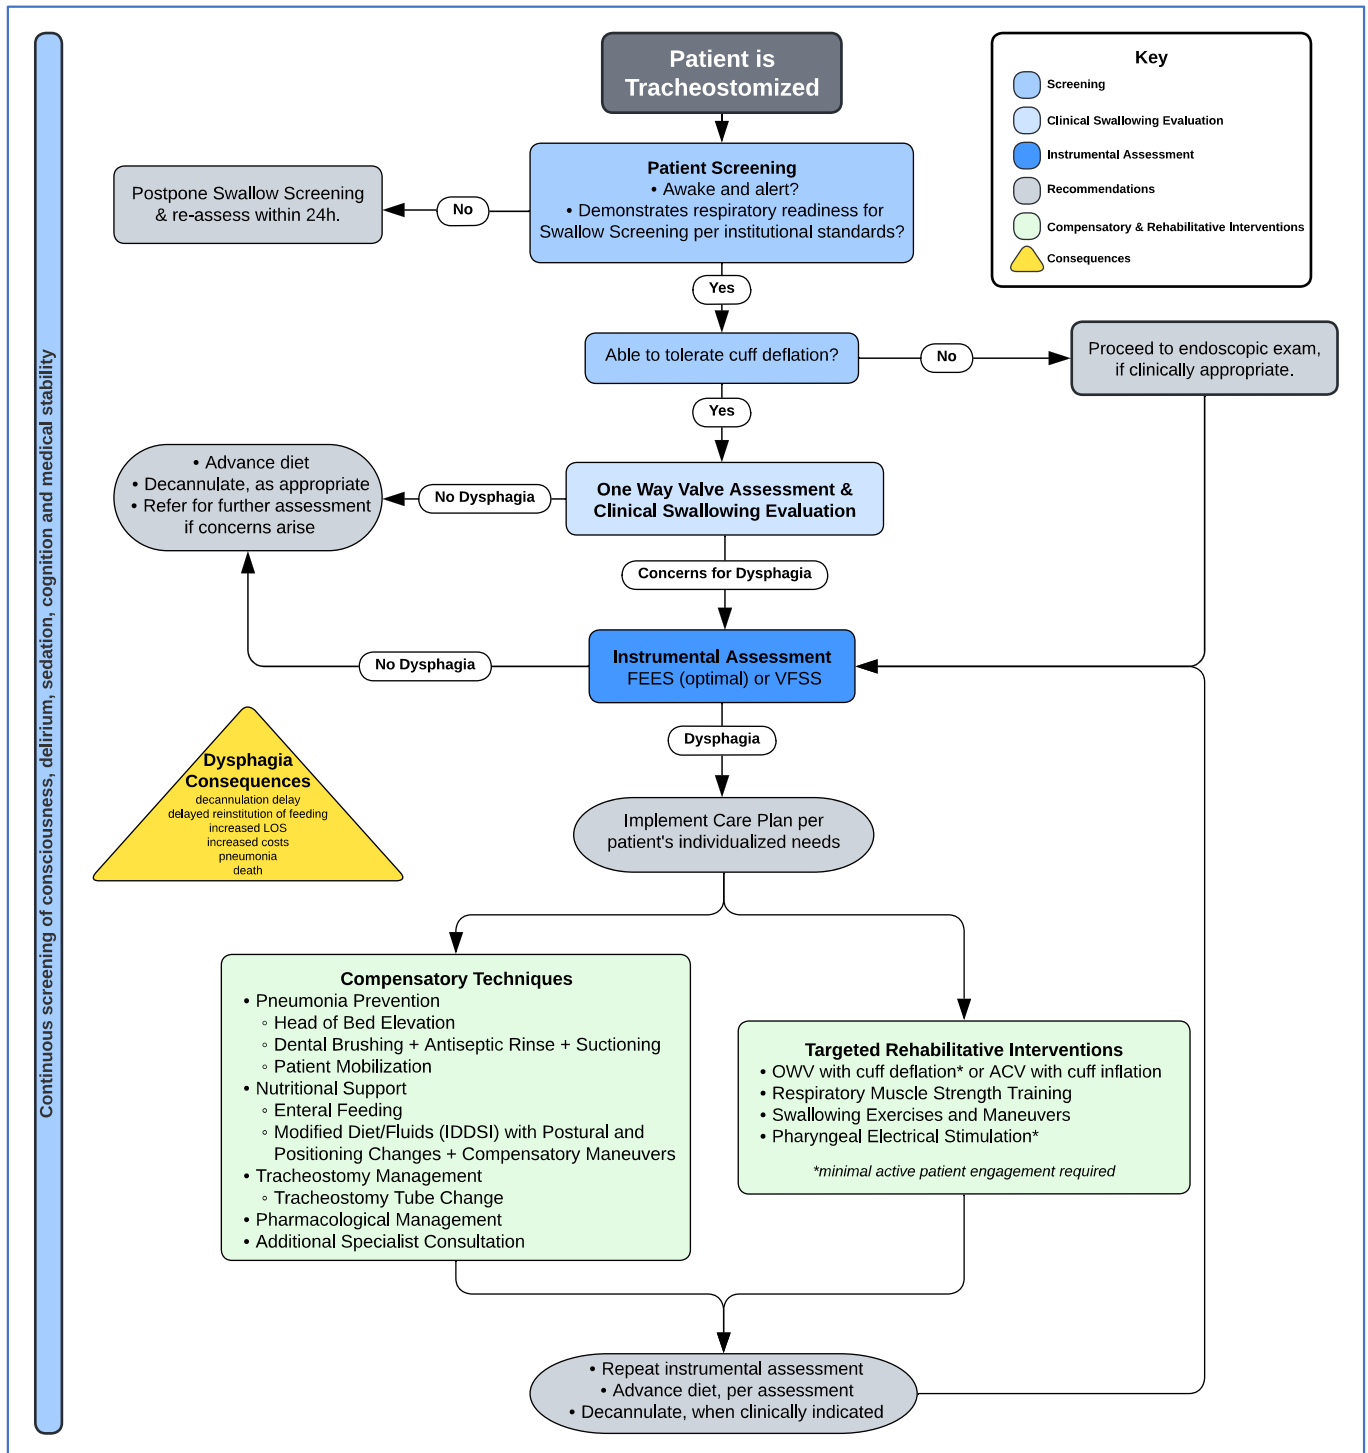 Patient is
Tracheostomized
Key
Screening
Clinical Swallowing Evaluation
Instrumental Assessment
Recommendations
Compensatory & Rehabilitative Interventions
Consequences
Patient Screening
• Awake and alert?
• Demonstrates respiratory readiness for
Swallow Screening per institutional standards?
No
Postpone Swallow Screening
& re-assess within 24h.
Yes
Able to tolerate cuff deflation?
No
Proceed to endoscopic exam,
if clinically appropriate.
Yes
One Way Valve Assessment &
Clinical Swallowing Evaluation
No Dysphagia
• Advance diet
• Decannulate, as appropriate
• Refer for further assessment
if concerns arise
Concerns for Dysphagia
Instrumental Assessment
FEES (optimal) or VFSS
No Dysphagia
Dysphagia
Dysphagia
Consequences
decannulation delay
delayed reinstitution of feeding
increased LOS
increased costs
pneumonia
death
Implement Care Plan per
patient's individualized needs
Compensatory Techniques
• Pneumonia Prevention
◦ Head of Bed Elevation
◦ Dental Brushing + Antiseptic Rinse + Suctioning
◦ Patient Mobilization
• Nutritional Support
◦ Enteral Feeding
◦ Modified Diet/Fluids (IDDSI) with Postural and
Positioning Changes + Compensatory Maneuvers
• Tracheostomy Management
◦ Tracheostomy Tube Change
• Pharmacological Management
• Additional Specialist Consultation
Targeted Rehabilitative Interventions
• OWV with cuff deflation* or ACV with cuff inflation
• Respiratory Muscle Strength Training
• Swallowing Exercises and Maneuvers
• Pharyngeal Electrical Stimulation*
*minimal active patient engagement required
• Repeat instrumental assessment
• Advance diet, per assessment
• Decannulate, when clinically indicated
Continuous screening of consciousness, delirium, sedation, cognition and medical stability